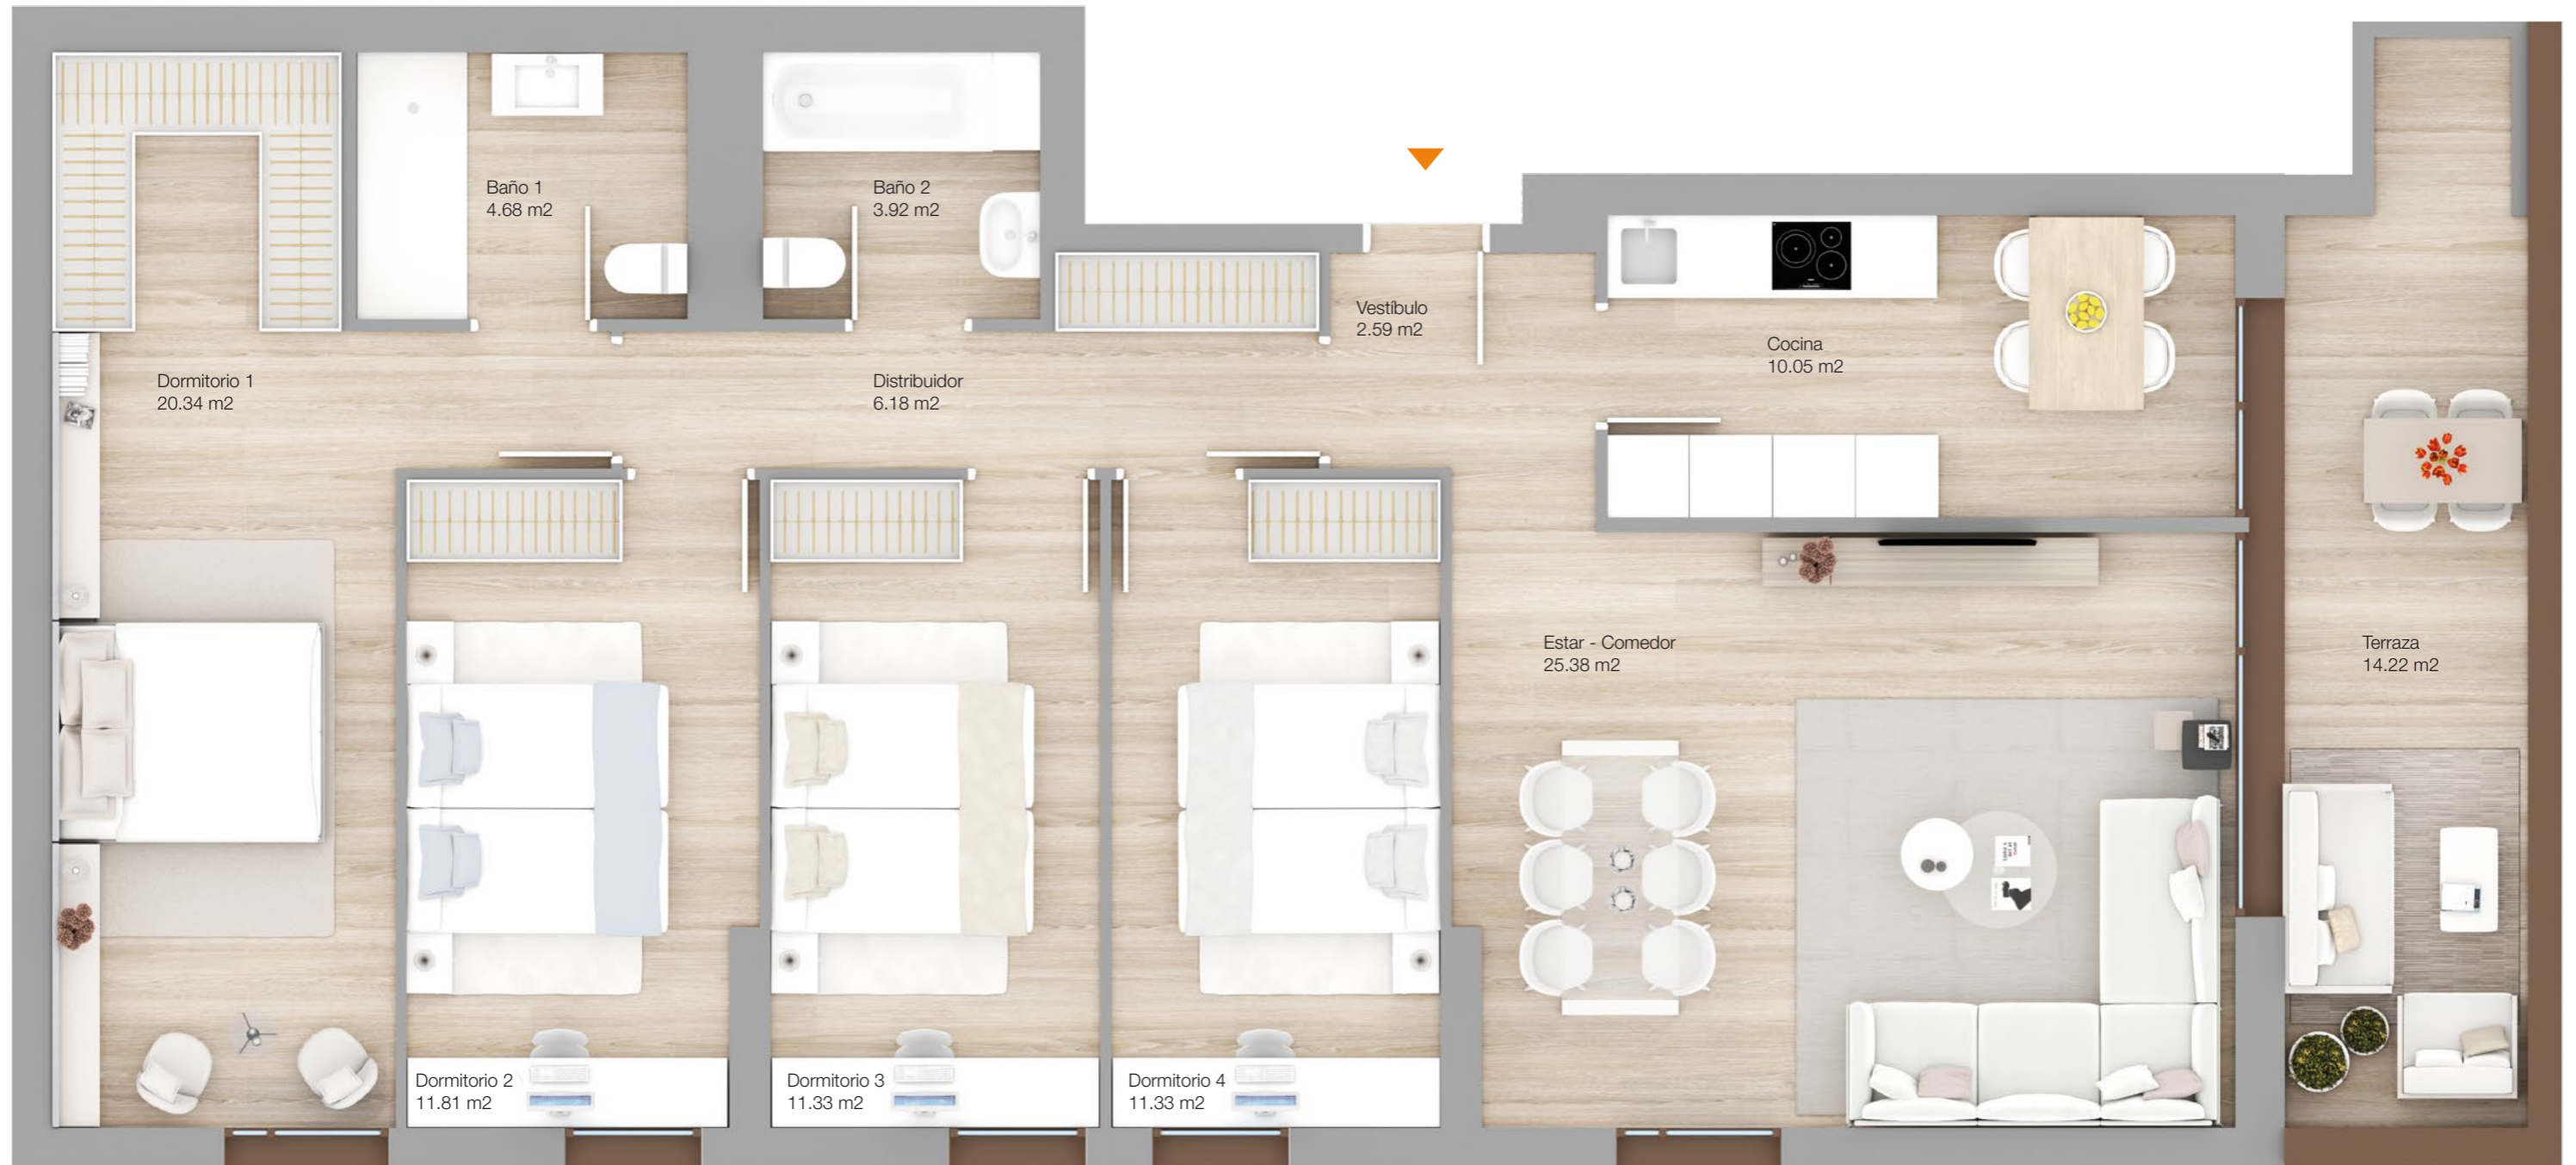 Baño 1
4.68 m2
Baño 2
3.92 m2
Vestíbulo
2.59 m2
Cocina
10.05 m2
Dormitorio 1
20.34 m2
Distribuidor
6.18 m2
Estar - Comedor
25.38 m2
Terraza
14.22 m2
Dormitorio 2
11.81 m2
Dormitorio 3
11.33 m2
Dormitorio 4
11.33 m2